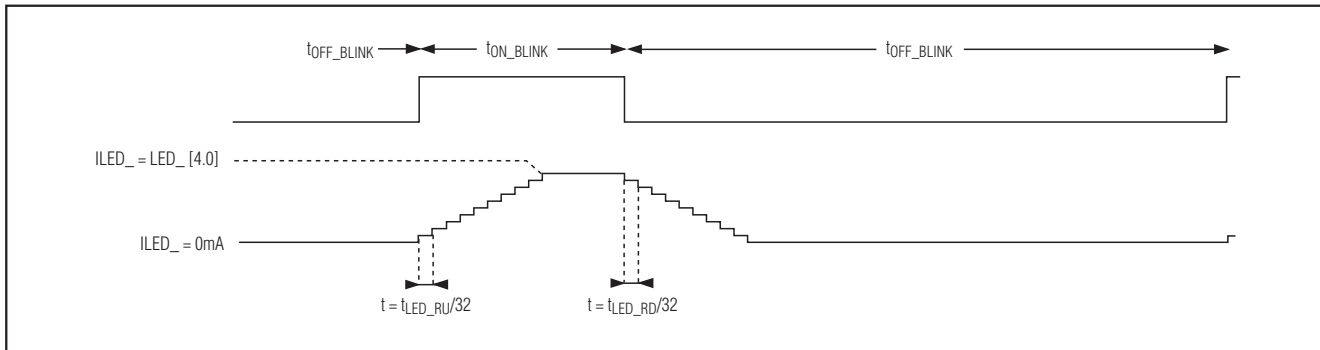 tOFF_BLINK tON_BLINK tOFF_BLINK
ILED_ = LED_ [4.0]
ILED_ = 0mA
t = tLED_RU/32 t = tLED_RD/32